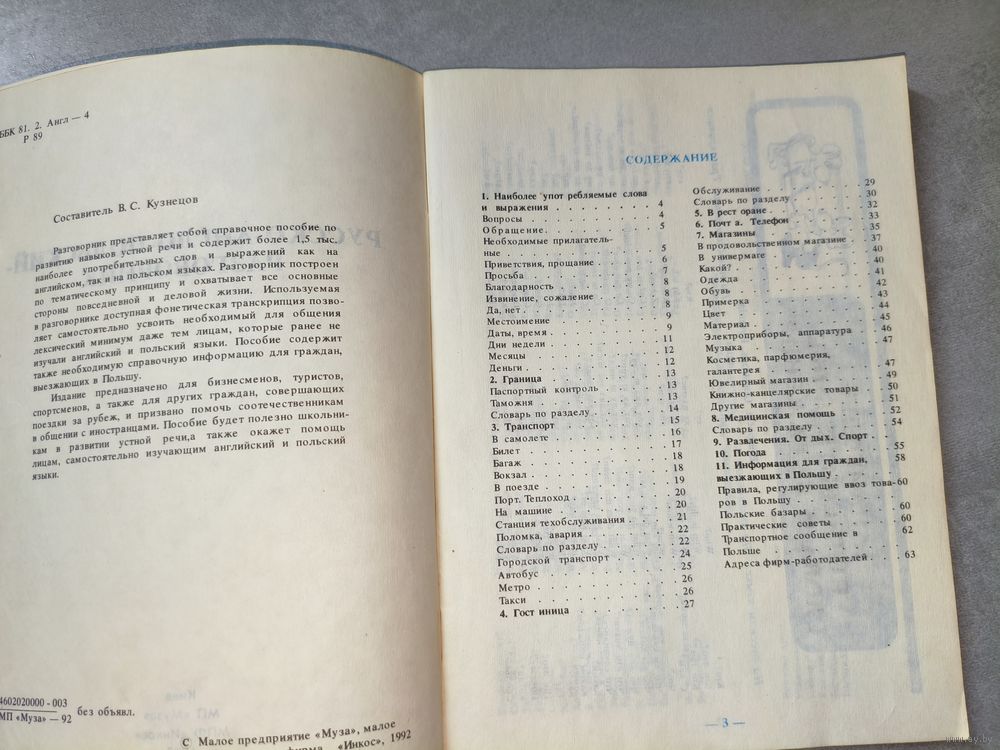 ББК 81. 2. Англ — 4
Р 89
Составитель В. С. Кузнецов
Разговорник представляет собой справочное пособие по
развитию навыков устной речи и содержит более 1,5 тыс.
наиболее употребительных слов и выражений как на
английском, так и на польском языках. Разговорник построен
по тематическому принципу и охватывает все основные
стороны повседневной и деловой жизни. Используемая
в разговорнике доступная фонетическая транскрипция позво-
ляет самостоятельно усвоить необходимый для общения
лексический минимум даже тем лицам, которые ранее не
изучали английский и польский языки. Пособие содержит
также необходимую справочную информацию для граждан,
выезжающих в Польшу.
Издание предназначено для бизнесменов, туристов,
спортсменов, а также для других граждан, совершающих
поездки за рубеж, и призвано помочь соотечественникам
в общении с иностранцами. Пособие будет полезно школьни-
кам в развитии устной речи,а также окажет помощь
лицам, самостоятельно изучающим английский и польский
языки.
4602020000 - 003
МП «Муза» — 92
без объявл.
С Малое предприятие «Муза», малое
фирма «Инкос», 1992
СОДЕРЖАНИЕ
1. Наиболее упот ребляемые слова
и выражения . . . . . . . . 4
Вопросы . . . . . . . . . . 4
Обращение. . . . . . . . . . 5
Необходимые прилагатель-
ные . . . . . . . . . . . . 5
Приветствия, прощание . . . . 6
Просьба . . . . . . . . . . 7
Благодарность . . . . . . . . 8
Извинение, сожаление . . . . 8
Да, нет . . . . . . . . . . 8
Местоимение . . . . . . . . 9
Даты, время . . . . . . . . 9
Дни недели . . . . . . . . 11
Месяцы . . . . . . . . . . 12
Деньги . . . . . . . . . . 12
2. Граница . . . . . . . . . 13
Паспортный контроль . . . . 13
Таможня . . . . . . . . . . 13
Словарь по разделу . . . . . 14
3. Транспорт . . . . . . . . 15
В самолете . . . . . . . . 16
Билет . . . . . . . . . . . 17
Багаж . . . . . . . . . . . 18
Вокзал . . . . . . . . . . 18
В поезде . . . . . . . . . 19
Порт. Теплоход . . . . . . . 20
На машине . . . . . . . . . 20
Станция техобслуживания . . . . 21
Поломка, авария . . . . . . 22
Словарь по разделу . . . . . 22
Городской транспорт . . . . 24
Автобус . . . . . . . . . . 25
Метро . . . . . . . . . . . 26
Такси . . . . . . . . . . . 26
4. Гост иница . . . . . . . . 27
Обслуживание . . . . . . . 29
Словарь по разделу . . . . . 30
5. В рест оране . . . . . . . 32
6. Почт а. Телефон . . . . . . 33
7. Магазины . . . . . . . . 35
В продовольственном магазине . . 37
В универмаге . . . . . . . . 40
Какой? . . . . . . . . . . 40
Одежда . . . . . . . . . . 41
Обувь . . . . . . . . . . . 42
Примерка . . . . . . . . . 43
Цвет . . . . . . . . . . . 44
Материал . . . . . . . . . 45
Электроприборы, аппаратура . . 46
Музыка . . . . . . . . . . 47
Косметика, парфюмерия,
галантерея . . . . . . . . . 47
Ювелирный магазин . . . . . 49
Книжно-канцелярские товары . . 50
Другие магазины . . . . . . 51
8. Медицинская помощь . . . . 52
Словарь по разделу . . . . . 54
9. Развлечения. От дых. Спорт . .
10. Погода . . . . . . . . . 55
11. Информация для граждан, 58
выезжающих в Польшу . . . . .
Правила, регулирующие ввоз това-60
ров в Польшу . . . . . . . .
Польские базары . . . . . . 60
Практические советы . . . . 60
Транспортное сообщение в 62
Польше . . . . . . . . . .
Адреса фирм-работодателей . . . 63
— 3 —
www.ay.by